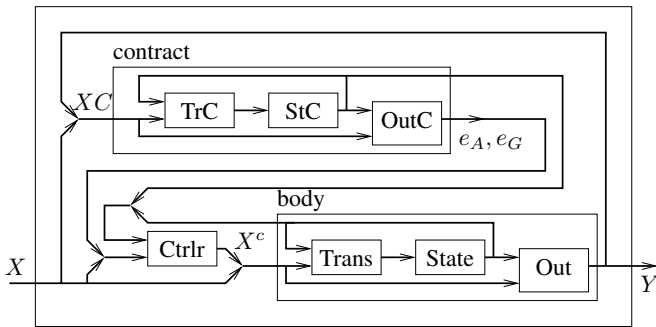 contract
XC
TrC
StC
OutC
e_A, e_G
body
Ctrlr
X^c
Trans
State
Out
X
Y